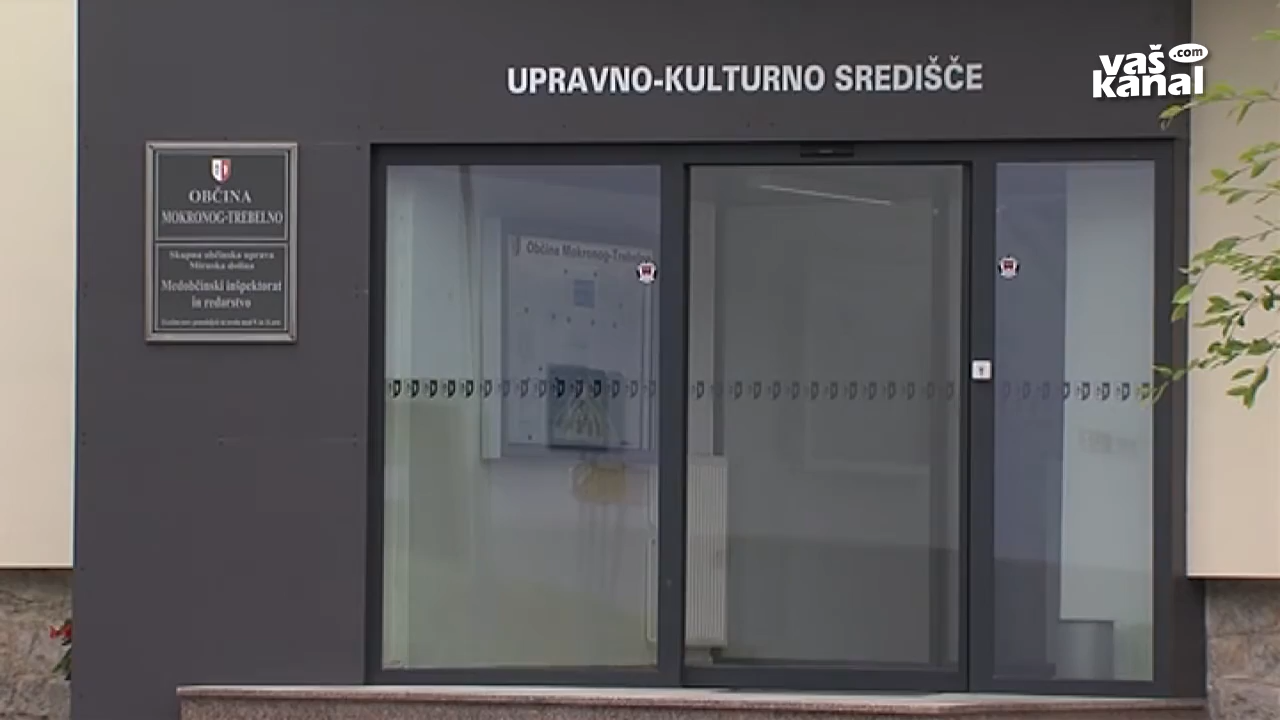 UPRAVNO-KULTURNO SREDIŠČE
vaš
kanal
.com
OBČINA
MOKRONOG-TREBELNO
Skupna občinska uprava
Mirnska dolina
Medobčinski inšpektorat
in redarstvo
Občina Mokronog-Trebelno